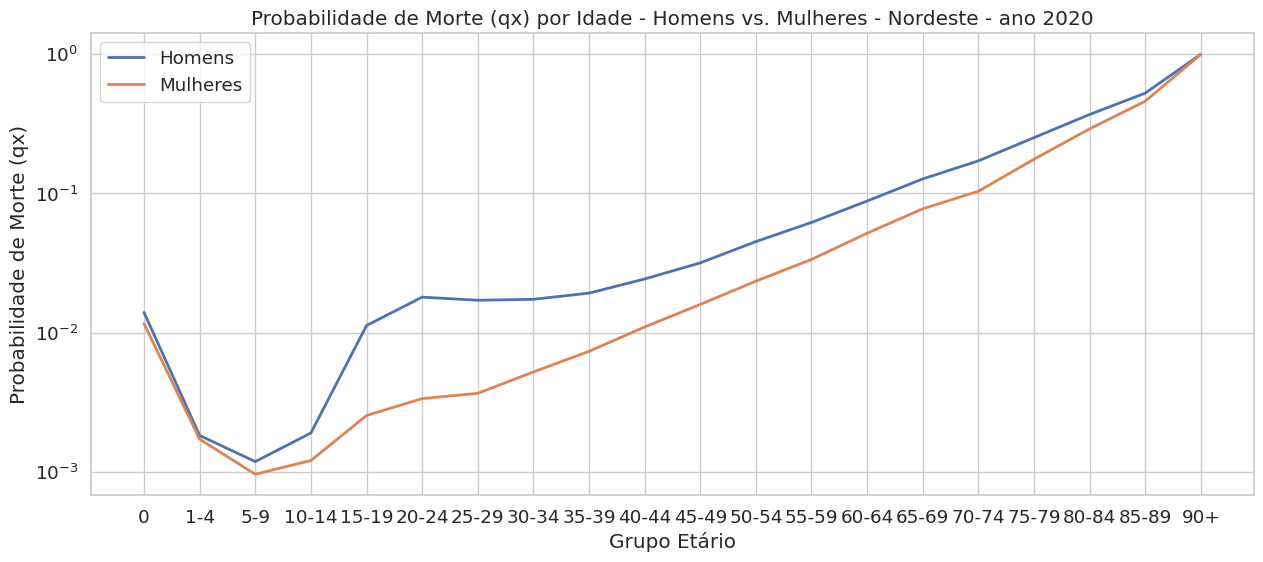 Probabilidade de Morte (qx) por Idade - Homens vs. Mulheres - Nordeste - ano 2020
Homens
Mulheres
Probabilidade de Morte (qx)
10⁰
10⁻¹
10⁻²
10⁻³
0 1-4 5-9 10-14 15-19 20-24 25-29 30-34 35-39 40-44 45-49 50-54 55-59 60-64 65-69 70-74 75-79 80-84 85-89 90+
Grupo Etário